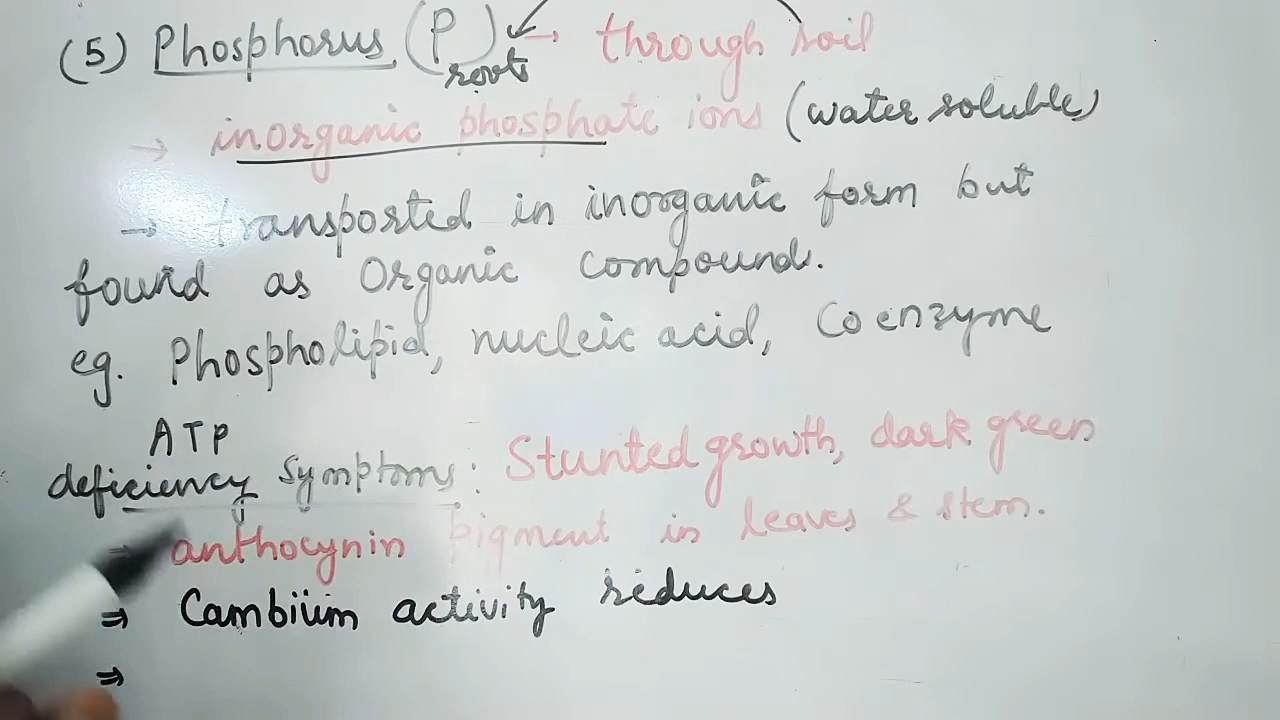 (5) Phosphorus (P) → through soil
roots
→ inorganic phosphate ions (water soluble)
→ transported in inorganic form but
found as Organic compound.
eg. Phospholipid, nucleic acid, Coenzyme
ATP
deficiency symptoms: Stunted growth, dark green
⇒ anthocynin pigment in leaves & stem.
⇒ Cambium activity reduces
⇒